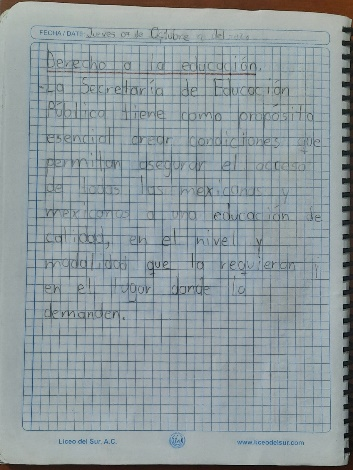 FECHA/DATE: Jueves de Octubre del
Derecho a la educación.
-La Secretaría de Educación
Pública tiene como propósito
esencial crear condiciones que
permitan asegurar el acceso
de todas las mexicanas y
mexicanos a una educación de
calidad, en el nivel y
modalidad que la requieran y
en el lugar donde la
demanden.
Liceo del Sur, A.C. www.liceodelsur.com